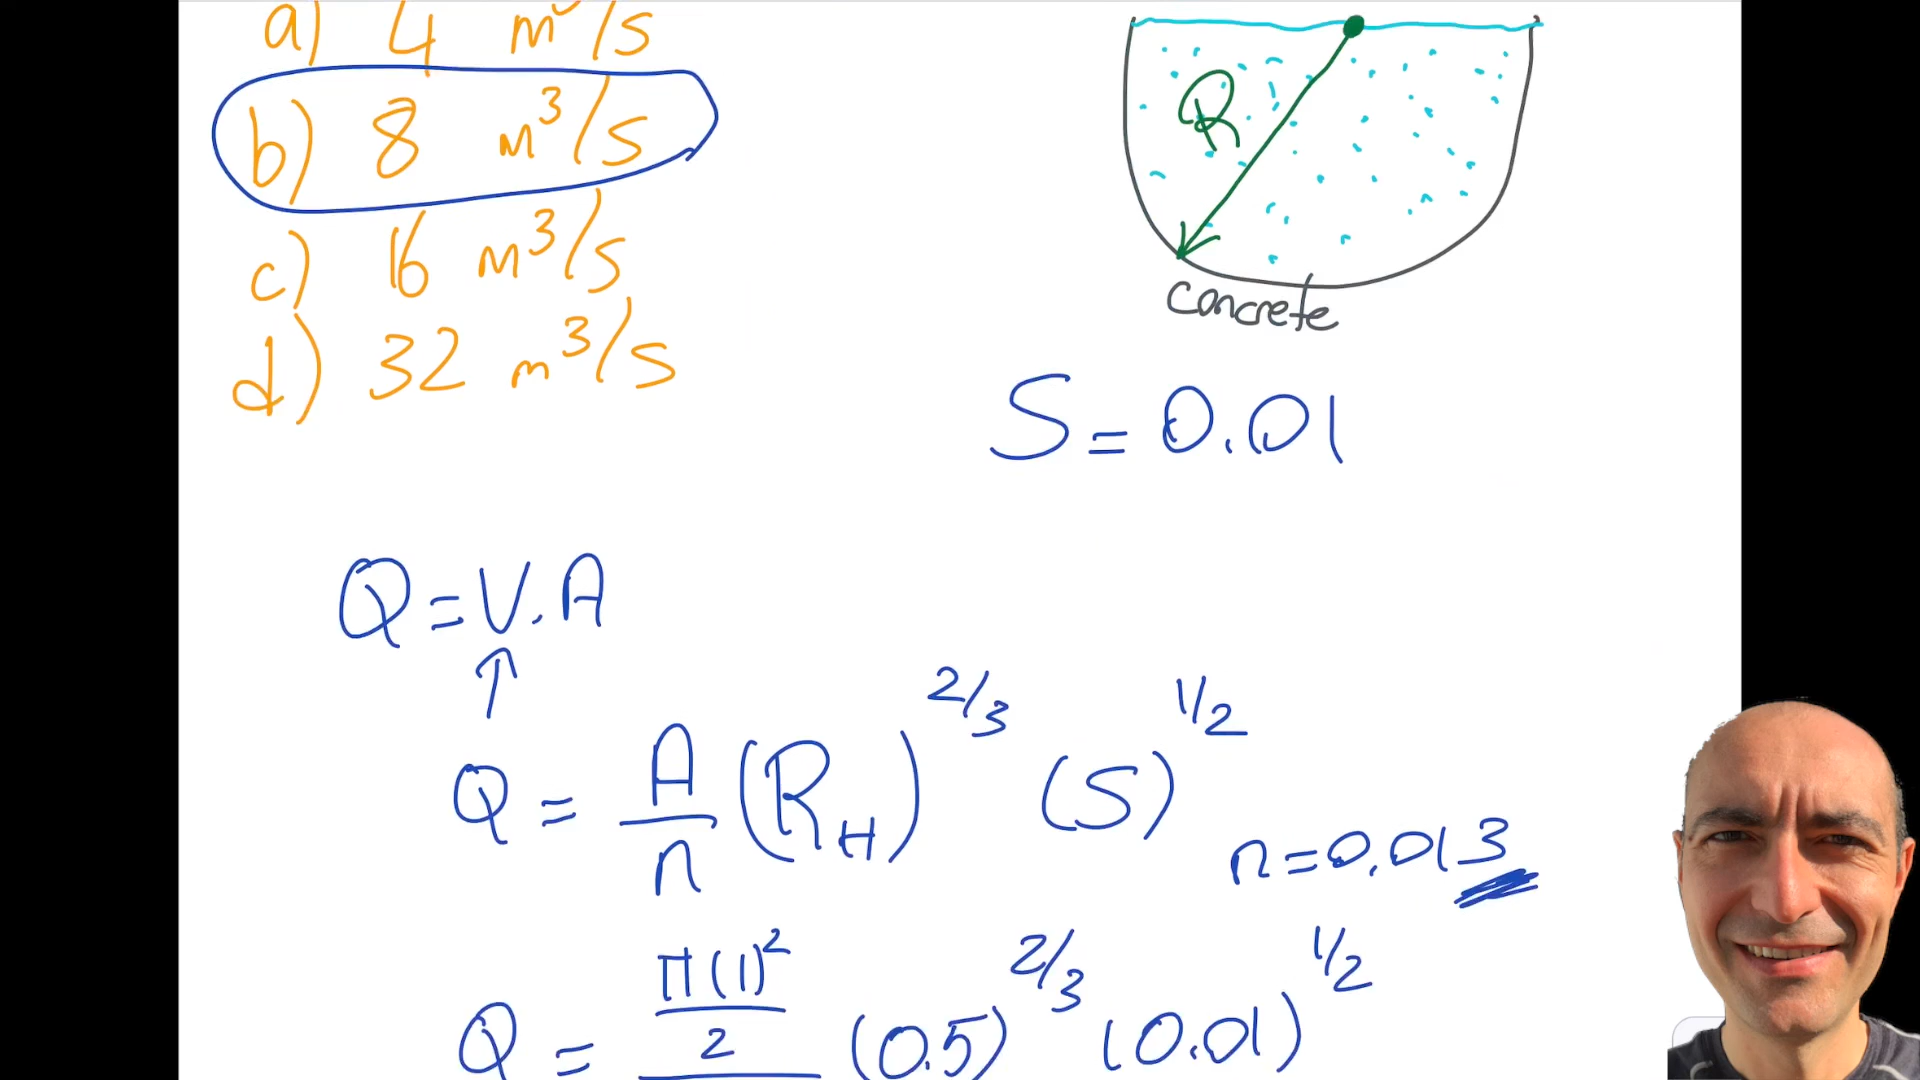 a) 4 m³/s
b) 8 m³/s
c) 16 m³/s
d) 32 m³/s
R
concrete
S = 0.01
Q = V.A
↑
Q = A/n (R_H)^2/3 (S)^1/2
n = 0.013
Q = π(1)²/2 (0.5)^2/3 (0.01)^1/2